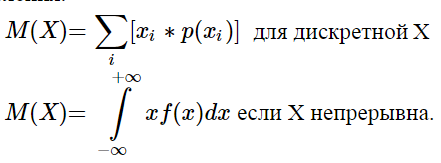 M(X)= ∑ᵢ[xᵢ * p(xᵢ)] для дискретной X
M(X)= ∫₋∞⁺∞ xf(x)dx если X непрерывна.